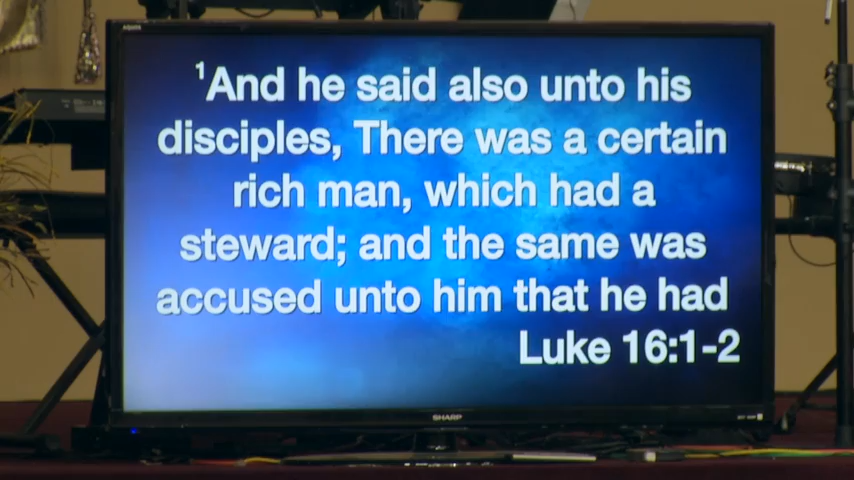 ¹And he said also unto his
disciples, There was a certain
rich man, which had a
steward; and the same was
accused unto him that he had
Luke 16:1-2
SHARP